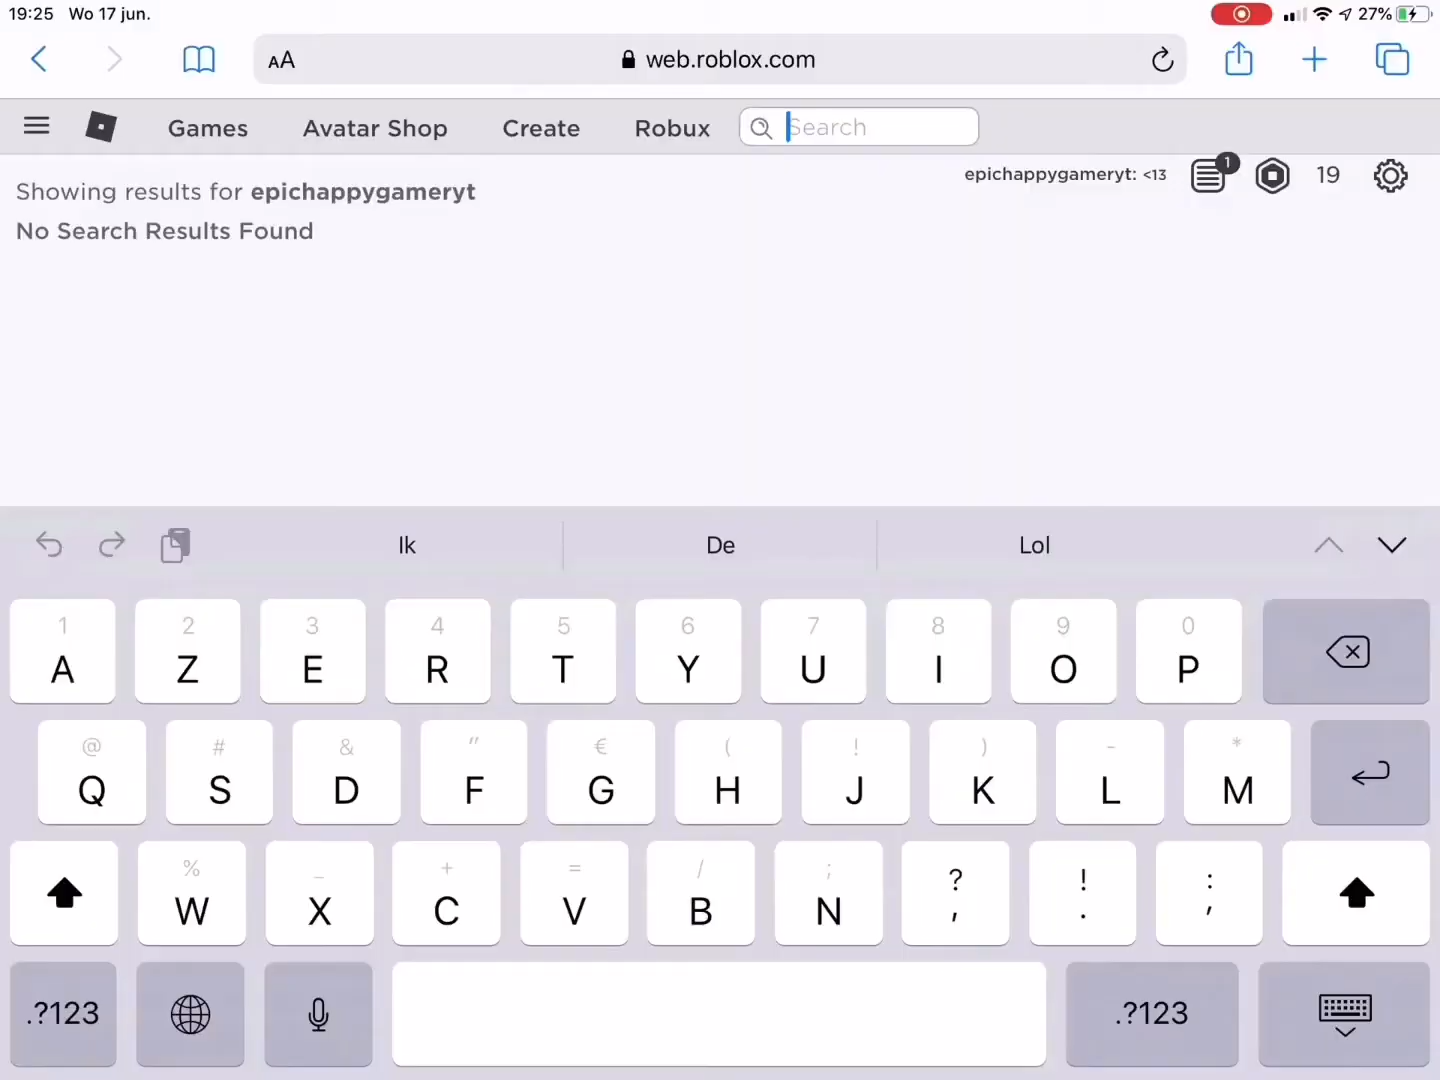 19:25 Wo 17 jun. 27%
AA web.roblox.com
Games Avatar Shop Create Robux Search
Showing results for epichappygameryt
epichappygameryt: <13 1 19
No Search Results Found
Ik De Lol
1 2 3 4 5 6 7 8 9 0
A Z E R T Y U I O P
@ # & " € ( ! ) - *
Q S D F G H J K L M
% _ + = / ; ? ! :
W X C V B N , . ,
.?123 .?123